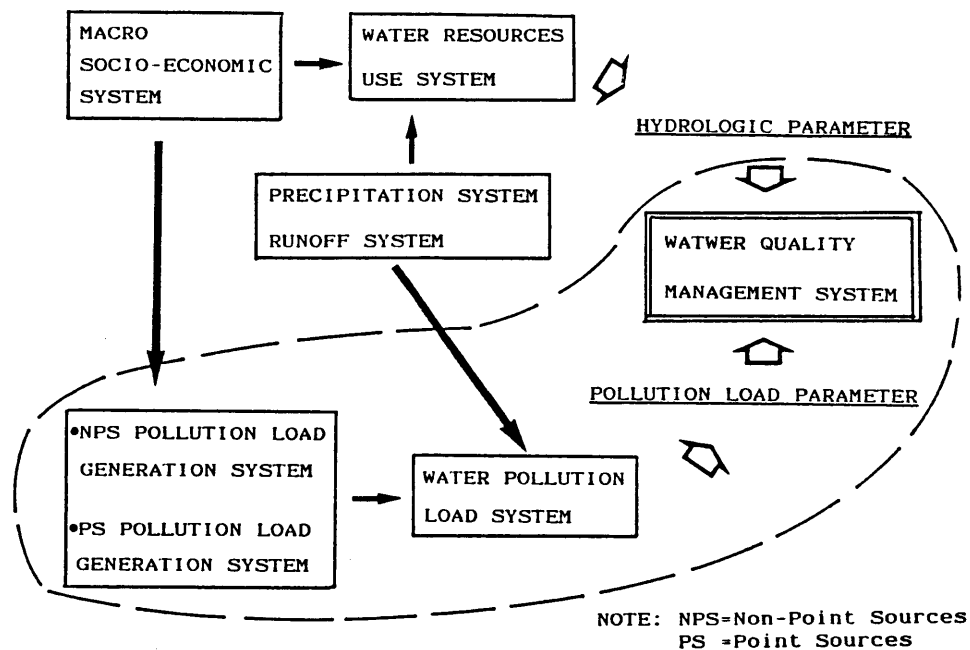 MACRO
SOCIO-ECONOMIC
SYSTEM
WATER RESOURCES
USE SYSTEM
HYDROLOGIC PARAMETER
PRECIPITATION SYSTEM
RUNOFF SYSTEM
WATWER QUALITY
MANAGEMENT SYSTEM
POLLUTION LOAD PARAMETER
•NPS POLLUTION LOAD
GENERATION SYSTEM
•PS POLLUTION LOAD
GENERATION SYSTEM
WATER POLLUTION
LOAD SYSTEM
NOTE: NPS=Non-Point Sources
PS =Point Sources